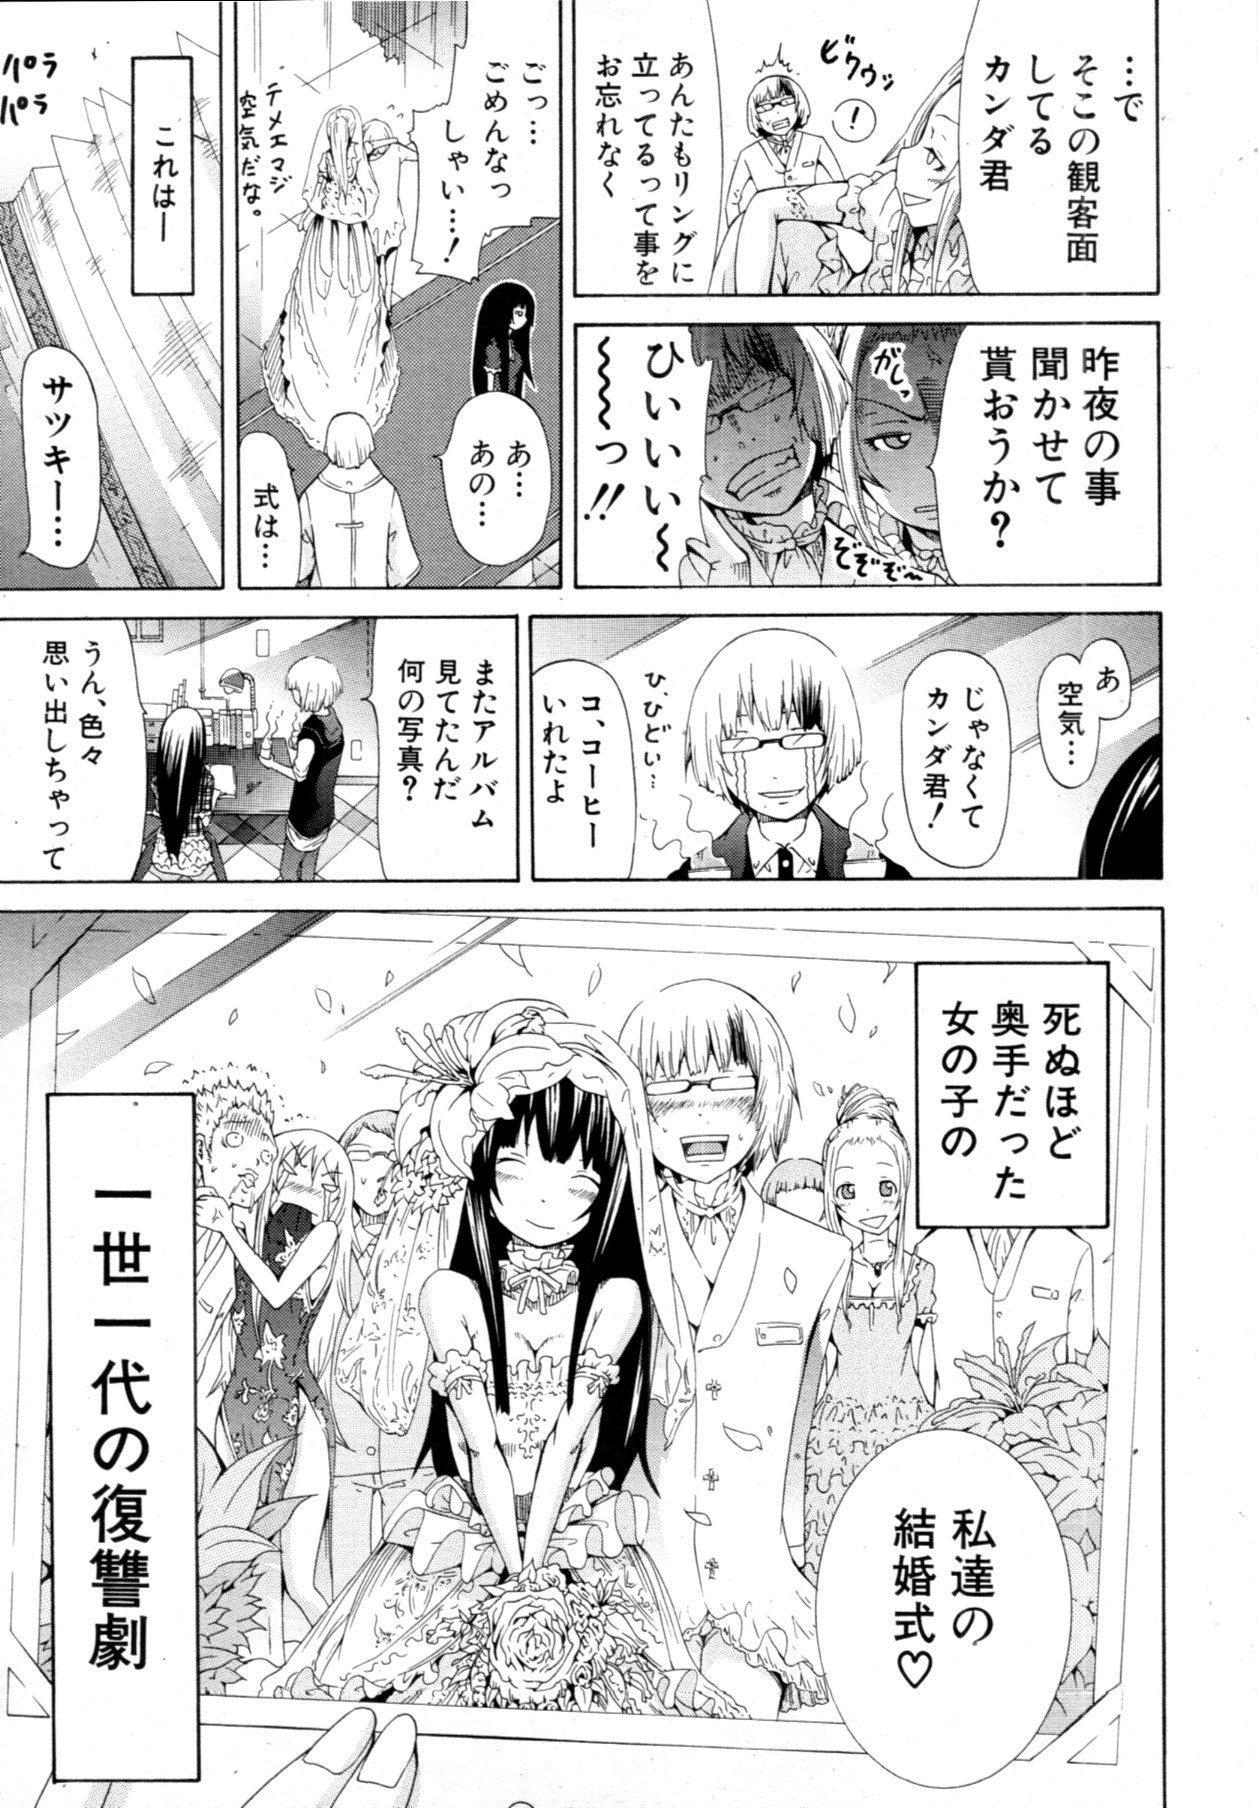 …で
そこの観客面
してる
カンダ君
ビクウッ
！
あんたもリングに
立ってるって事を
お忘れなく
昨夜の事
聞かせて
貰おうか？
がしっ
ぞぞぞぞ〜
ひいいい〜
〜〜〜っ！！
ごっ…
ごめんなっ
しゃい…！
テメエマジ
空気だな。
あ…
あの…
式は…
これはー
パラ
パラ
サツキー…
あ
空気…
じゃなくて
カンダ君！
ひ、ひどい…
コ、コーヒー
いれたよ
またアルバム
見てたんだ
何の写真？
うん、色々
思い出しちゃって
死ぬほど
奥手だった
女の子の
私達の
結婚式♡
一世一代の復讐劇